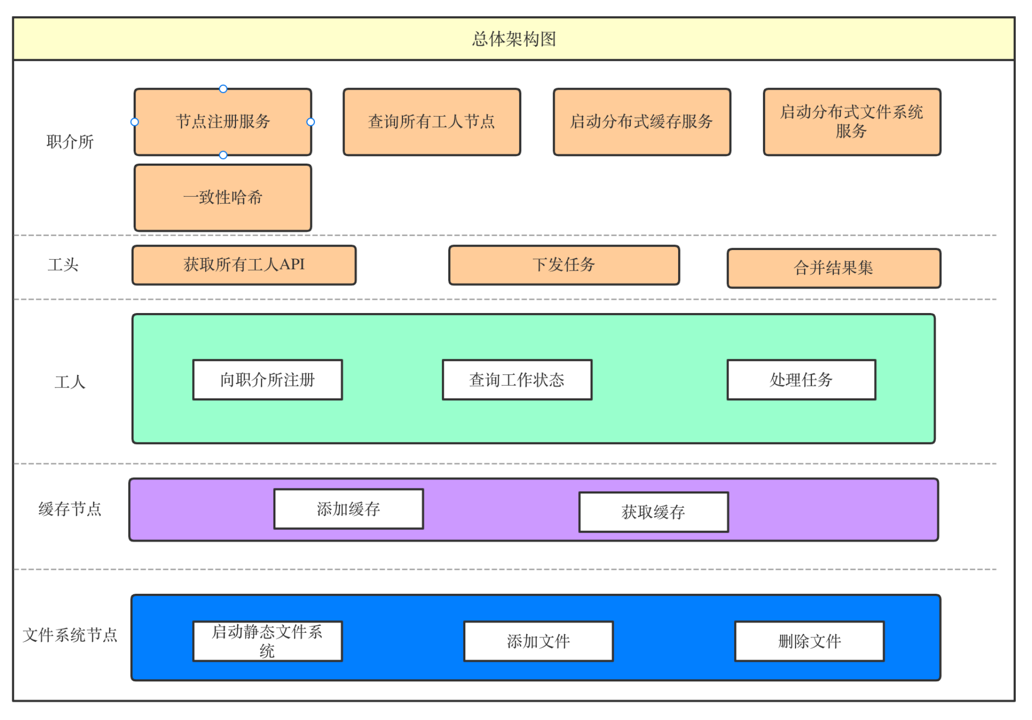 总体架构图
职介所
节点注册服务
查询所有工人节点
启动分布式缓存服务
启动分布式文件系统
服务
一致性哈希
工头
获取所有工人API
下发任务
合并结果集
工人
向职介所注册
查询工作状态
处理任务
缓存节点
添加缓存
获取缓存
文件系统节点
启动静态文件系
统
添加文件
删除文件